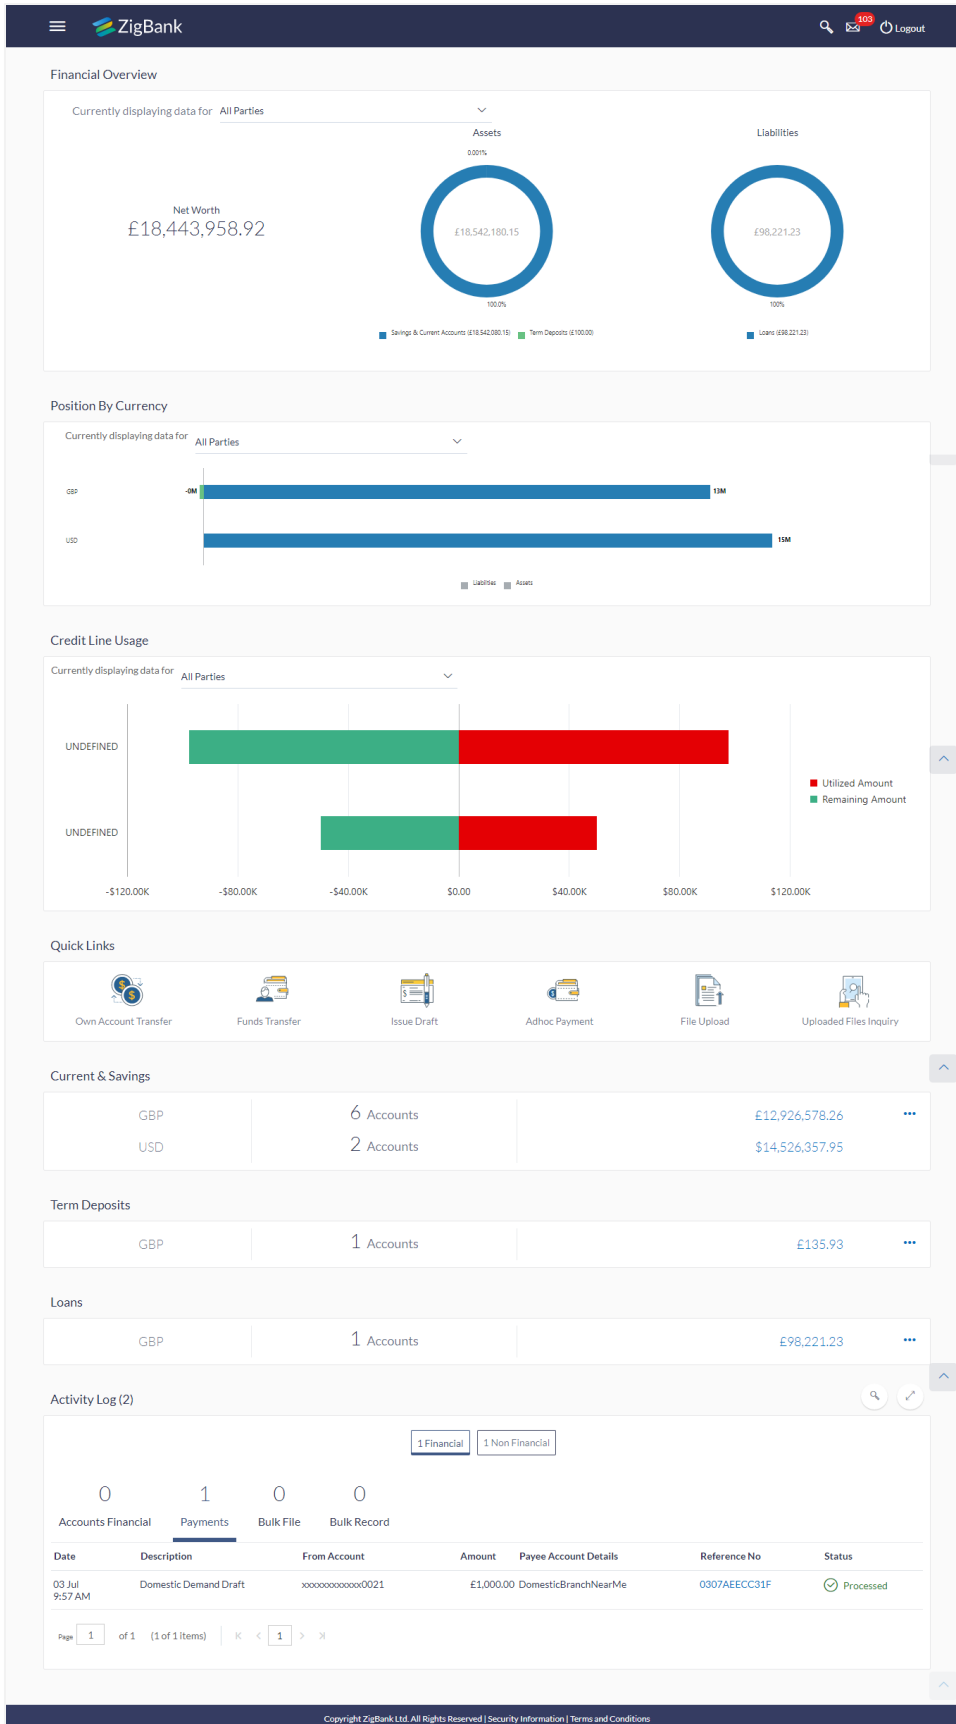 ZigBank
103
Logout
Financial Overview
Currently displaying data for All Parties
Assets
Liabilities
0.001%
Net Worth
£18,443,958.92
£18,542,180.15
£98,221.23
100.0%
100%
Savings & Current Accounts (£18,542,080.15) Term Deposits (£100.00)
Loans (£98,221.23)
Position By Currency
Currently displaying data for All Parties
GBP -0M 13M
USD 15M
Liabilities Assets
Credit Line Usage
Currently displaying data for All Parties
UNDEFINED
Utilized Amount
Remaining Amount
UNDEFINED
-$120.00K -$80.00K -$40.00K $0.00 $40.00K $80.00K $120.00K
Quick Links
Own Account Transfer Funds Transfer Issue Draft Adhoc Payment File Upload Uploaded Files Inquiry
Current & Savings
GBP 6 Accounts £12,926,578.26
USD 2 Accounts $14,526,357.95
Term Deposits
GBP 1 Accounts £135.93
Loans
GBP 1 Accounts £98,221.23
Activity Log (2)
1 Financial 1 Non Financial
0 1 0 0
Accounts Financial Payments Bulk File Bulk Record
Date Description From Account Amount Payee Account Details Reference No Status
03 Jul Domestic Demand Draft xxxxxxxxxxxx0021 £1,000.00 DomesticBranchNearMe 0307AEECC31F Processed
9:57 AM
Page 1 of 1 (1 of 1 items) 1
Copyright ZigBank Ltd. All Rights Reserved | Security Information | Terms and Conditions